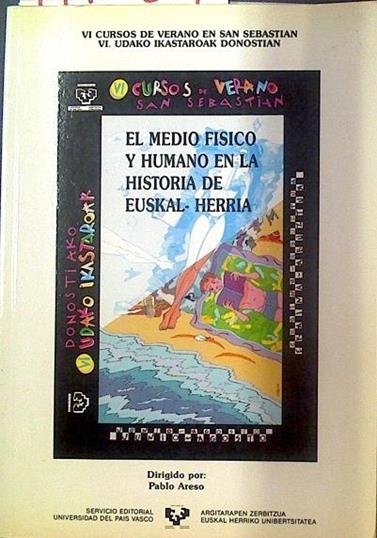 VI CURSOS DE VERANO EN SAN SEBASTIAN
VI. UDAKO IKASTAROAK DONOSTIAN
VI CURSOS DE VERANO
SAN SEBASTIAN
EL MEDIO FISICO
Y HUMANO EN LA
HISTORIA DE
EUSKAL- HERRIA
DONOSTIAKO
VI UDAKO IKASTAROAK
JUNIO-AGOSTO
Dirigido por:
Pablo Areso
SERVICIO EDITORIAL
UNIVERSIDAD DEL PAIS VASCO
ARGITARAPEN ZERBITZUA
EUSKAL HERRIKO UNIBERTSITATEA